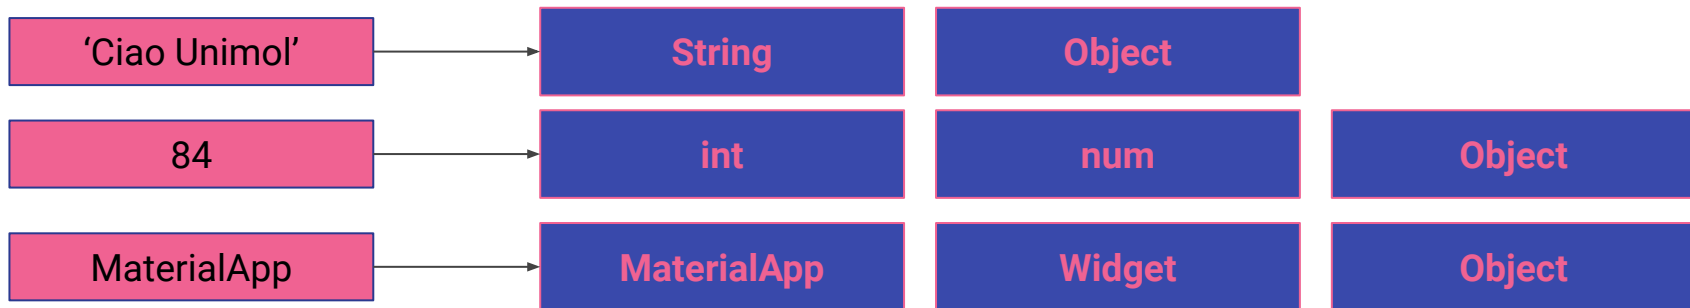 ‘Ciao Unimol’ String Object
84 int num Object
MaterialApp MaterialApp Widget Object